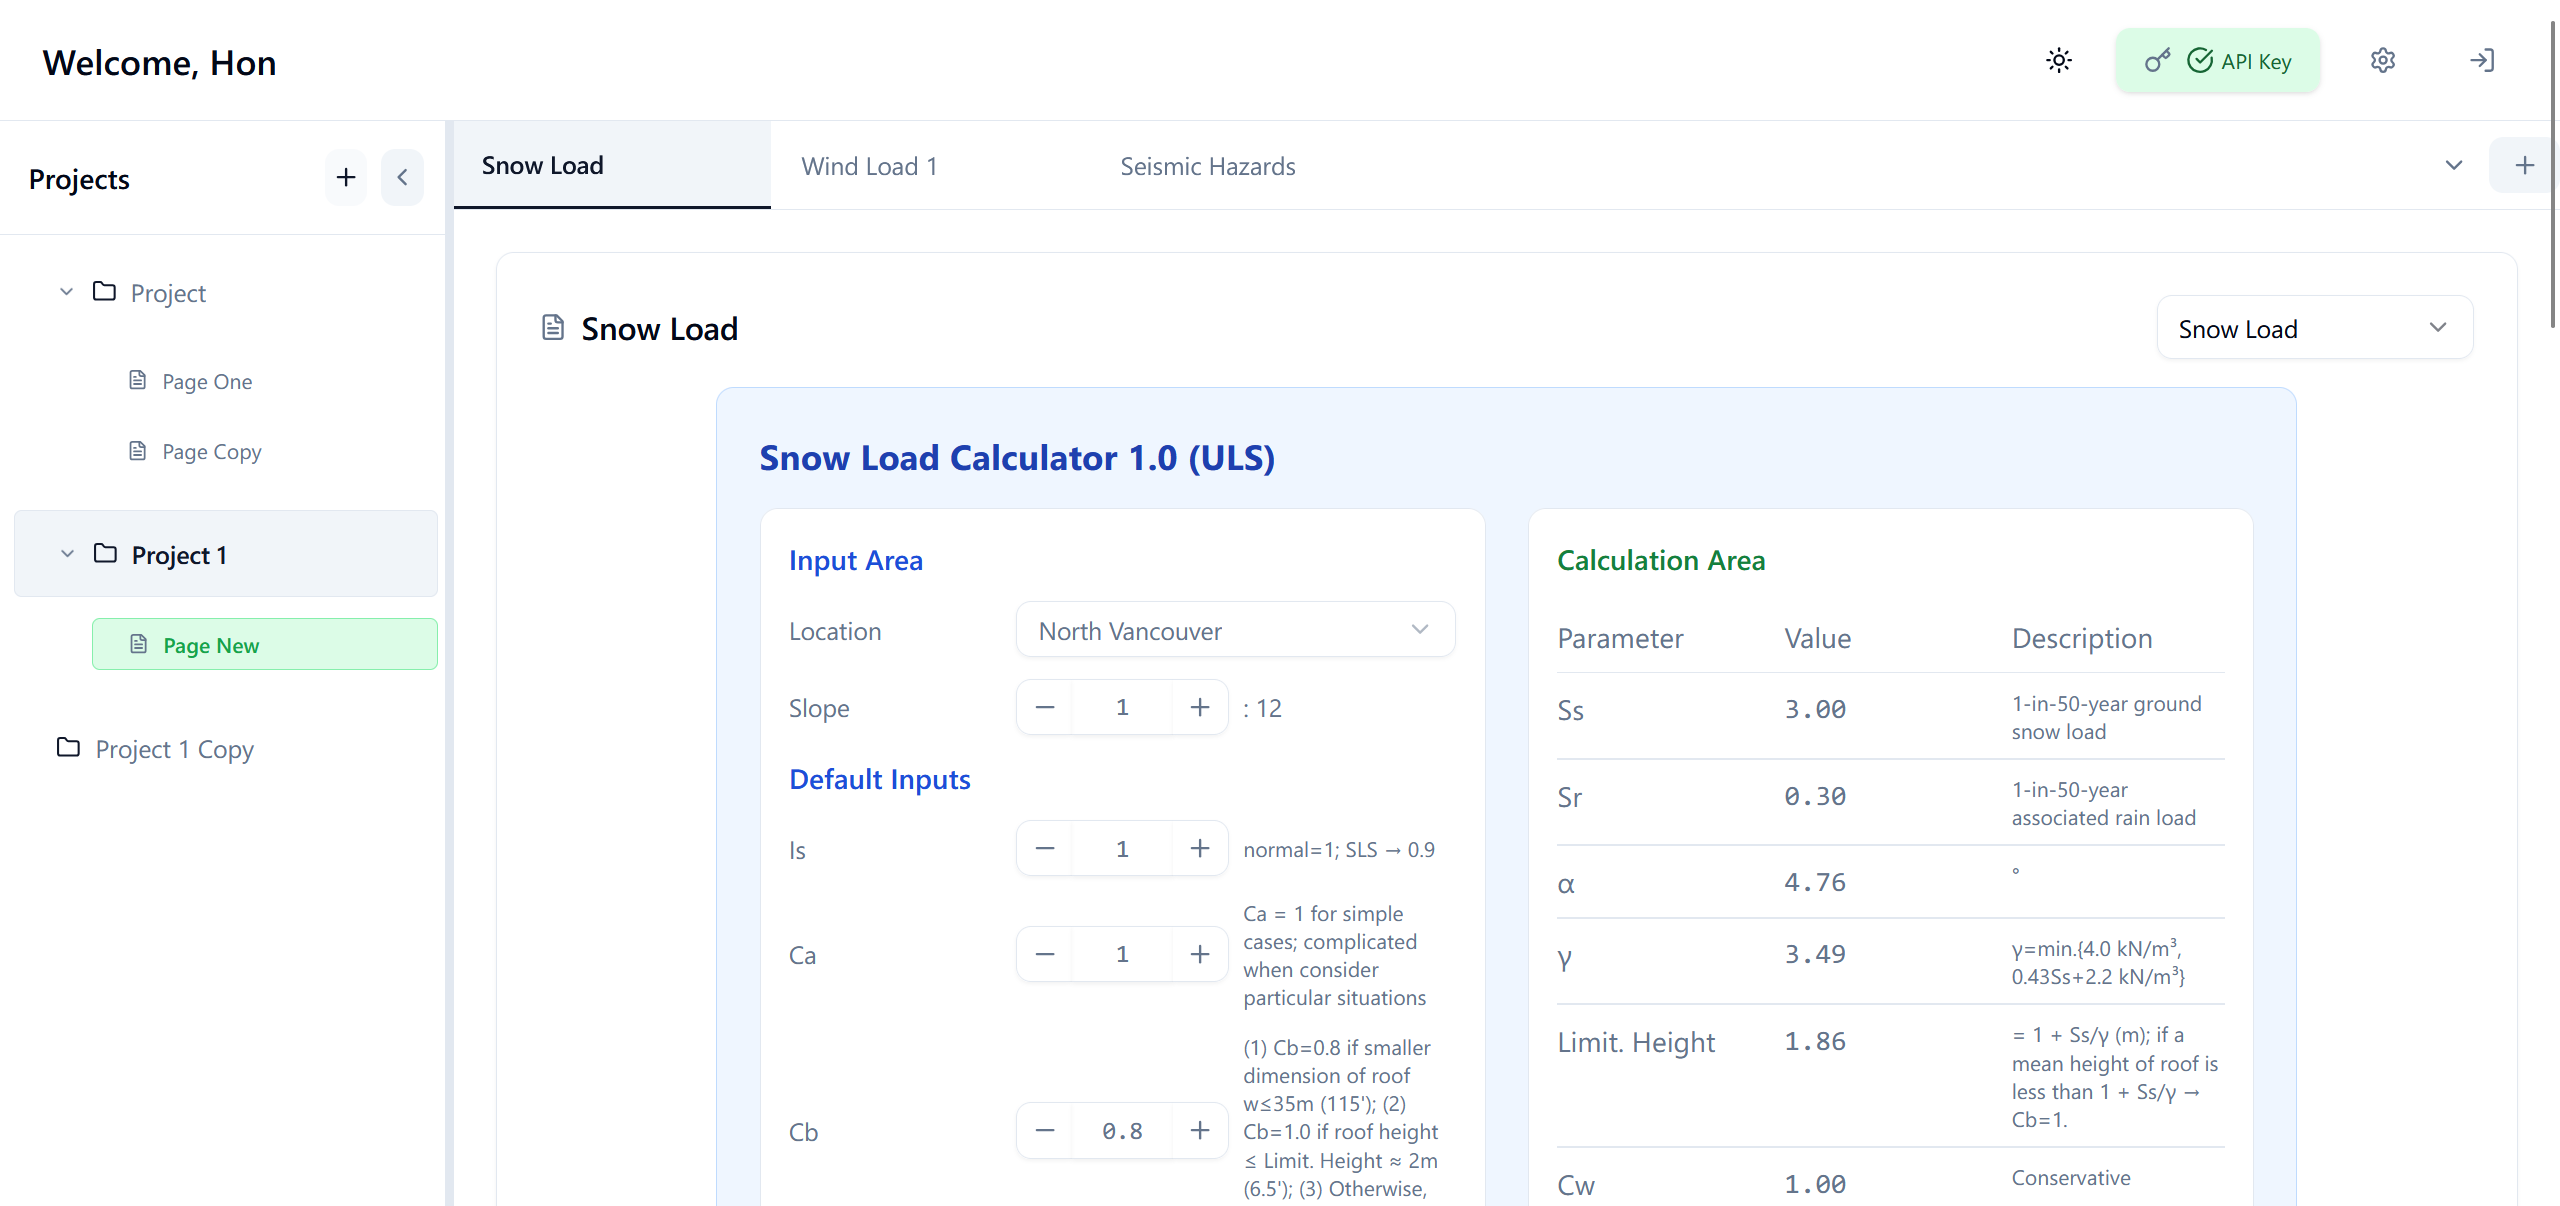 Welcome, Hon
API Key
Projects
Project
Page One
Page Copy
Project 1
Page New
Project 1 Copy
Snow Load
Wind Load 1
Seismic Hazards
Snow Load
Snow Load
Snow Load Calculator 1.0 (ULS)
Input Area
Location
North Vancouver
Slope
1
: 12
Default Inputs
Is
1
normal=1; SLS → 0.9
Ca
1
Ca = 1 for simple
cases; complicated
when consider
particular situations
Cb
0.8
(1) Cb=0.8 if smaller
dimension of roof
w≤35m (115'); (2)
Cb=1.0 if roof height
≤ Limit. Height ≈ 2m
(6.5'); (3) Otherwise,
Calculation Area
Parameter Value Description
Ss 3.00 1-in-50-year ground
snow load
Sr 0.30 1-in-50-year
associated rain load
α 4.76 °
γ 3.49 γ=min.{4.0 kN/m³,
0.43Ss+2.2 kN/m³}
Limit. Height 1.86 = 1 + Ss/γ (m); if a
mean height of roof is
less than 1 + Ss/γ →
Cb=1.
Cw 1.00 Conservative